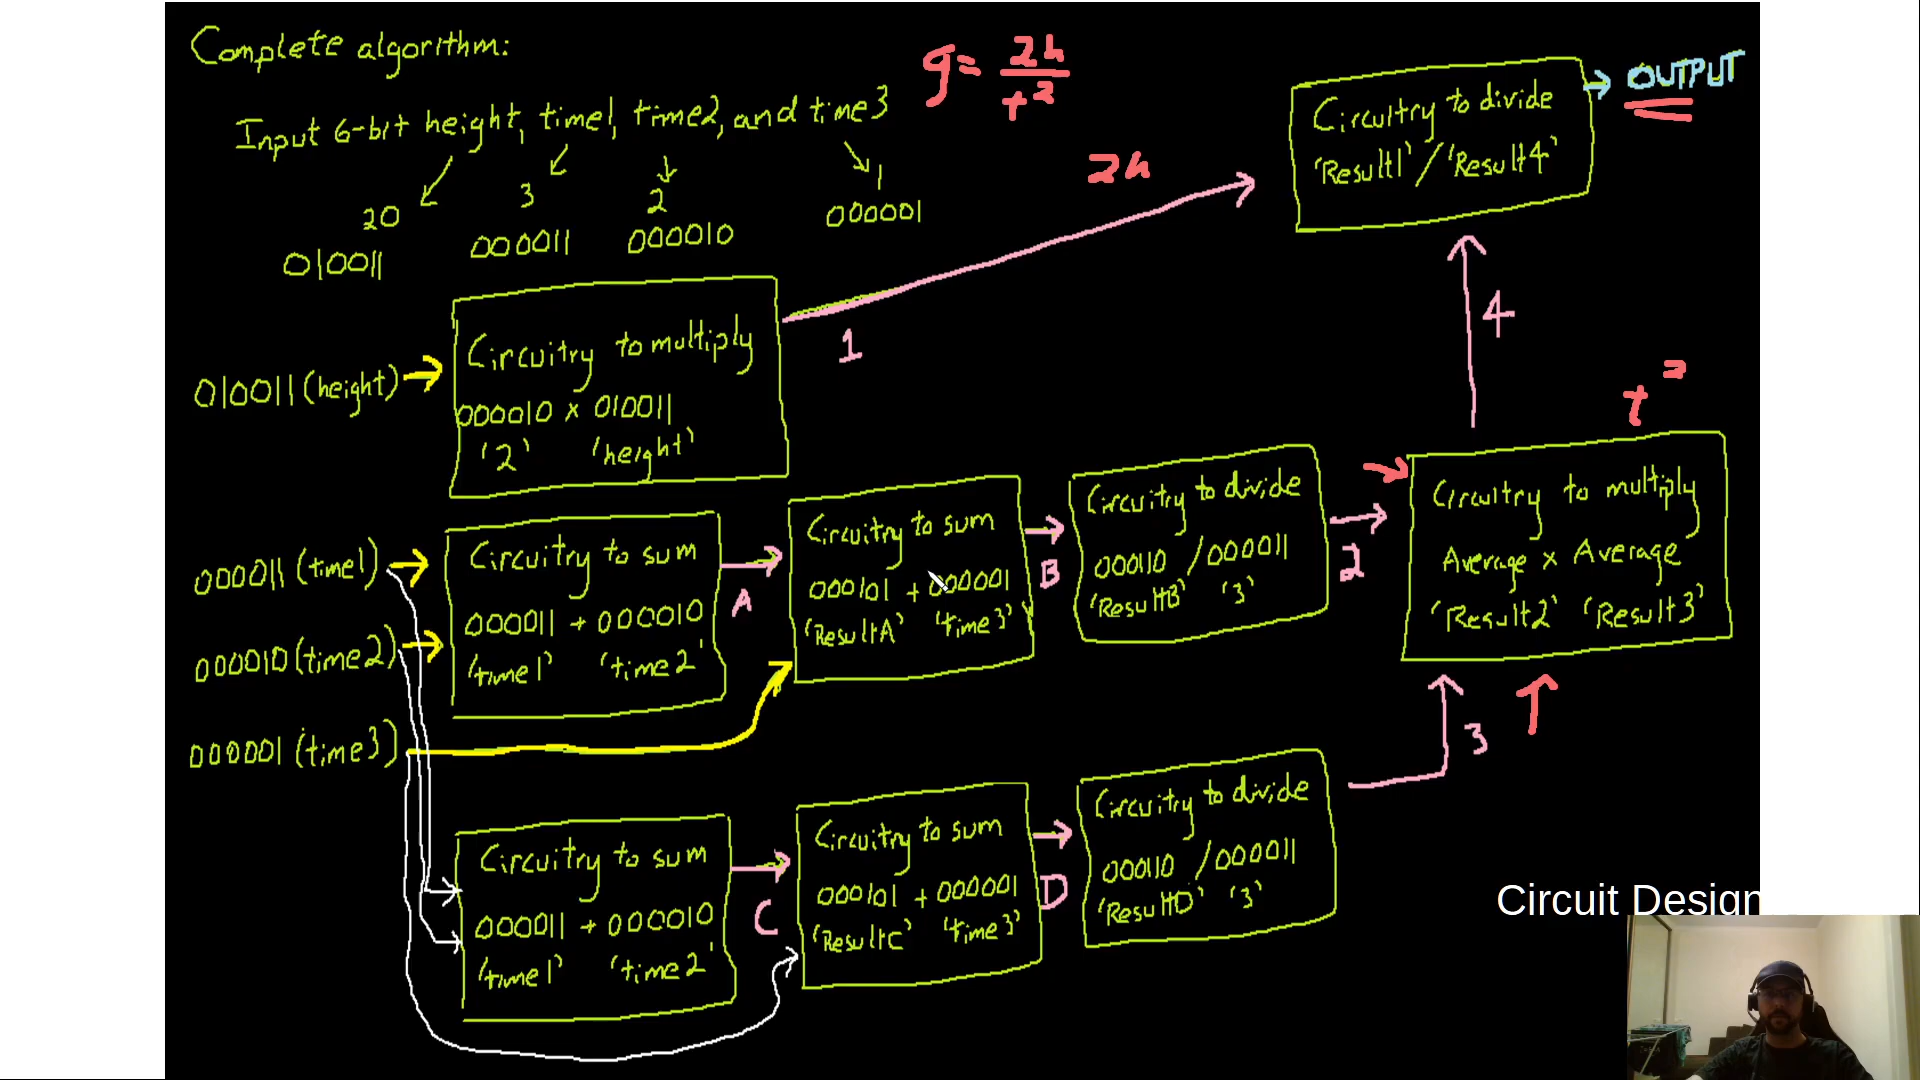 Complete algorithm:
g = 2h / t²
Input 6-bit height, time1, time2, and time3
20 3 2 1
010011 000011 000010 000001
2h
Circuitry to divide
'Result1' / 'Result4'
OUTPUT
1
4
t²
010011 (height)
Circuitry to multiply
000010 x 010011
'2' 'height'
000011 (time1)
000010 (time2)
000001 (time3)
Circuitry to sum
000011 + 000010
'time1' 'time2'
A
Circuitry to sum
000101 + 000001
'ResultA' 'time3'
B
Circuitry to divide
000110 / 000011
'ResultB' '3'
2
Circuitry to multiply
Average x Average
'Result2' 'Result3'
3
Circuitry to sum
000011 + 000010
'time1' 'time2'
C
Circuitry to sum
000101 + 000001
'ResultC' 'time3'
D
Circuitry to divide
000110 / 000011
'ResultD' '3'
Circuit Design